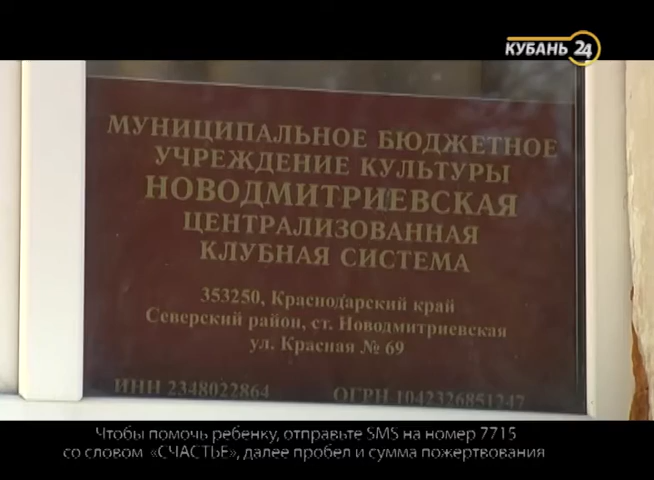 КУБАНЬ 24
МУНИЦИПАЛЬНОЕ БЮДЖЕТНОЕ
УЧРЕЖДЕНИЕ КУЛЬТУРЫ
НОВОДМИТРИЕВСКАЯ
ЦЕНТРАЛИЗОВАННАЯ
КЛУБНАЯ СИСТЕМА
353250, Краснодарский край
Северский район, ст. Новодмитриевская
ул. Красная № 69
ИНН 2348022864 ОГРН 1042326851247
Чтобы помочь ребенку, отправьте SMS на номер 7715
со словом «СЧАСТЬЕ», далее пробел и сумма пожертвования